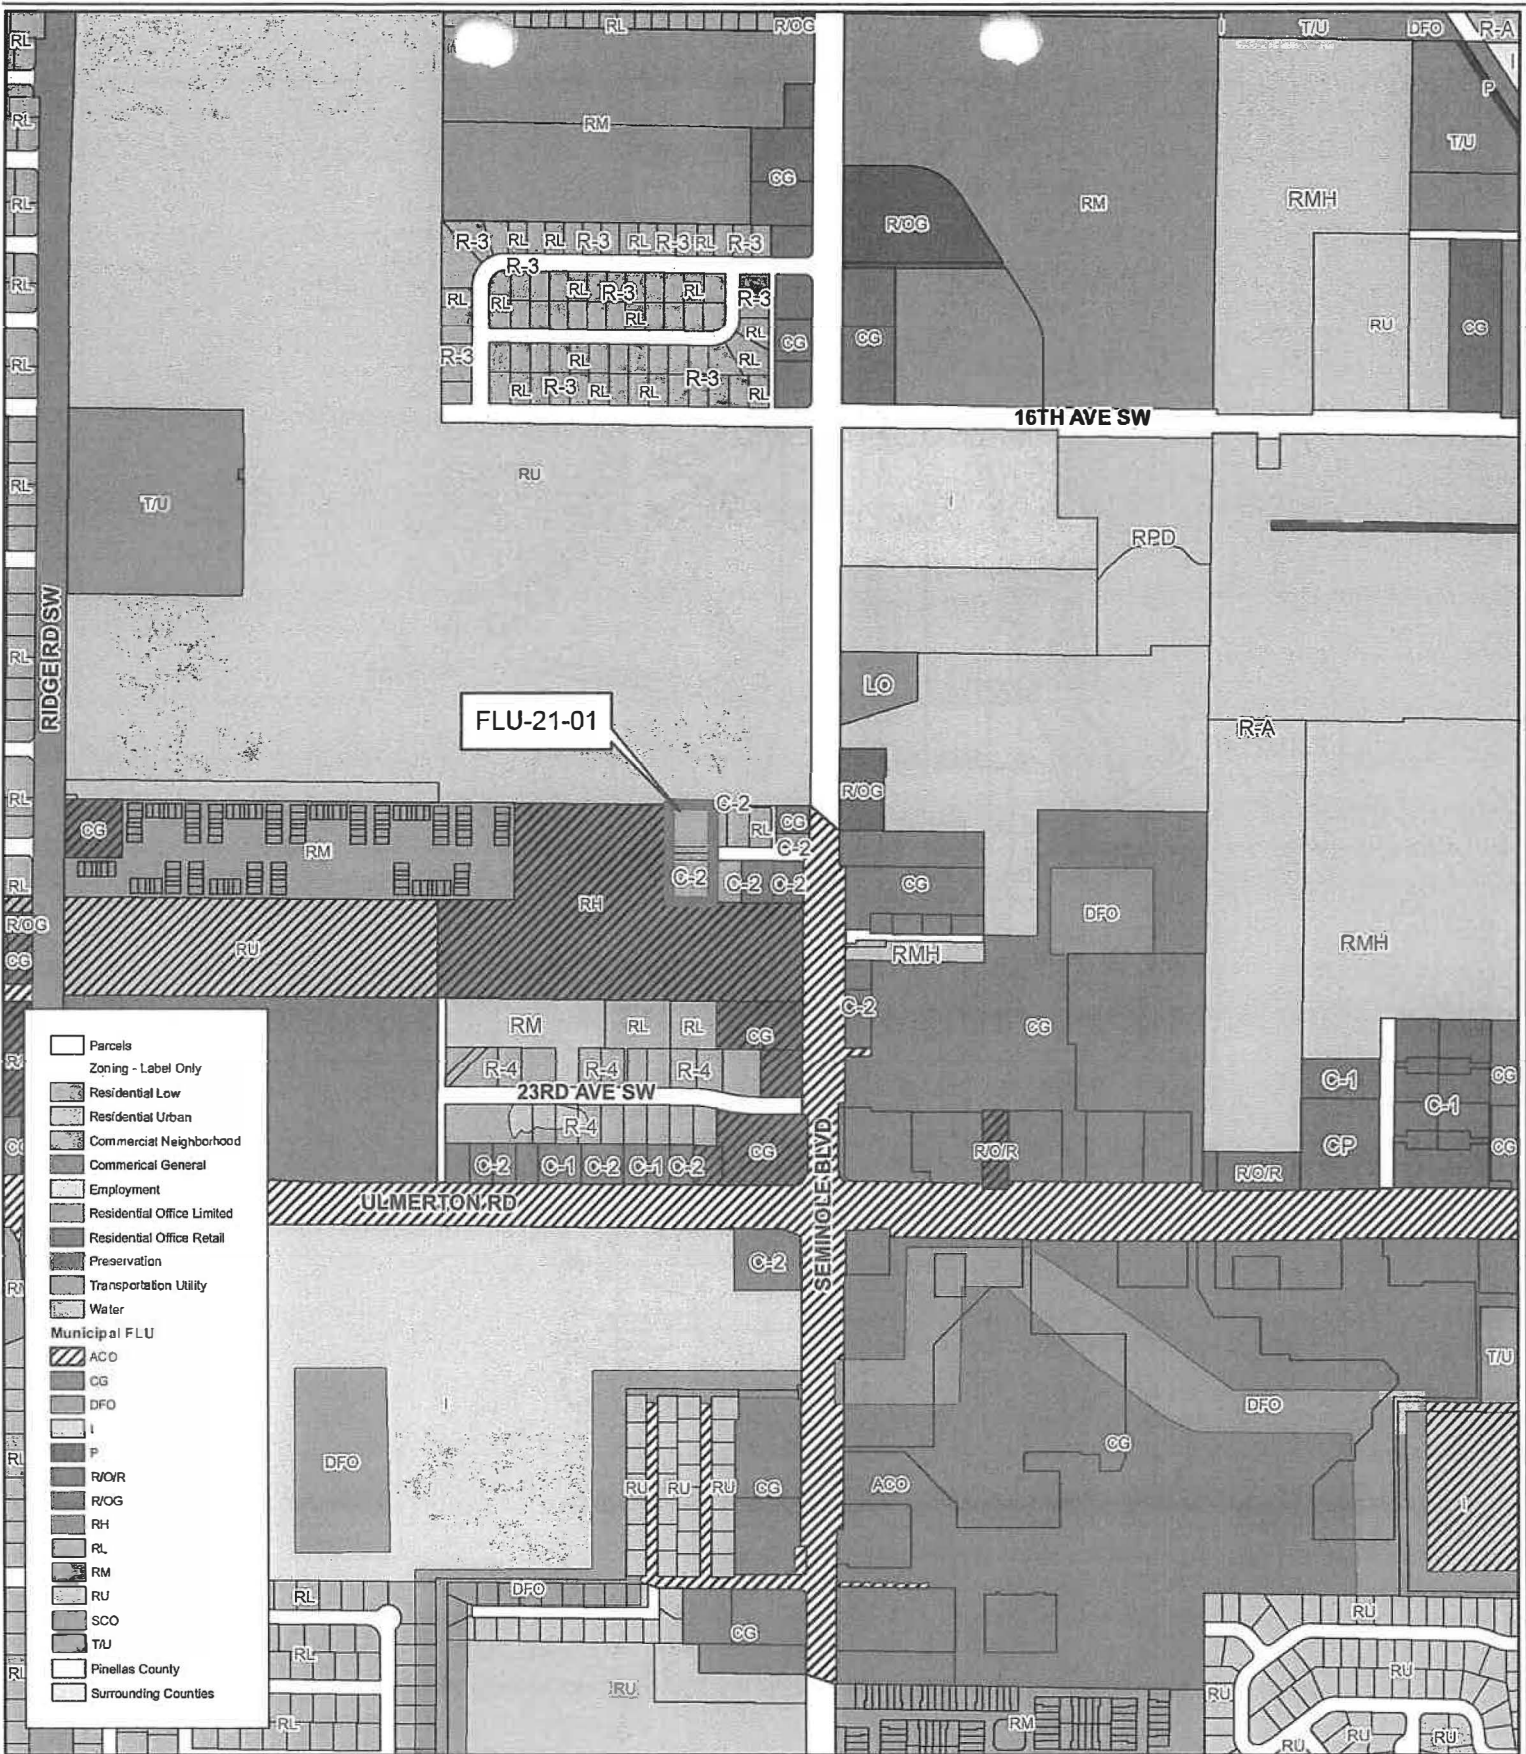 RL
RL
R/OG
I
T/U
DFO
R-A
I
RL
RM
P
T/U
CG
RL
R/OG
RM
RMH
R-3
RL
RL
R-3
RL
R-3
RL
R-3
R-3
RL
RL
RL
RL
R-3
RL
R-3
RL
RL
CG
CG
RU
CG
R-3
RL
RL
RL
RL
R-3
RL
RL
R-3
RL
16TH AVE SW
RL
T/U
RU
I
RPD
RIDGE RD SW
RL
LO
FLU-21-01
R-A
RL
CG
RM
C-2
RL
CG
C-2
R/OG
RL
RH
C-2
C-2
C-2
CG
DFO
R/OG
CG
RU
RMH
RMH
C-2
CG
RM
RL
RL
CG
R-4
R-4
R-4
23RD AVE SW
R-4
C-2
C-1
C-2
C-1
C-2
CG
R/O/R
R/O/R
C-1
CP
C-1
CG
CG
ULMERTON RD
SEMINOLE BLVD
Parcels
Zoning - Label Only
Residential Low
Residential Urban
Commercial Neighborhood
Commerical General
Employment
Residential Office Limited
Residential Office Retail
Preservation
Transportation Utility
Water
Municipal FLU
ACO
CG
DFO
I
P
R/O/R
R/OG
RH
RL
RM
RU
SCO
T/U
Pinellas County
Surrounding Counties
C-2
T/U
I
DFO
DFO
RU
RU
RU
CG
ACO
CG
I
RL
RL
DFO
CG
RL
RU
RL
RM
RU
RU
RU
RU
RU
RU